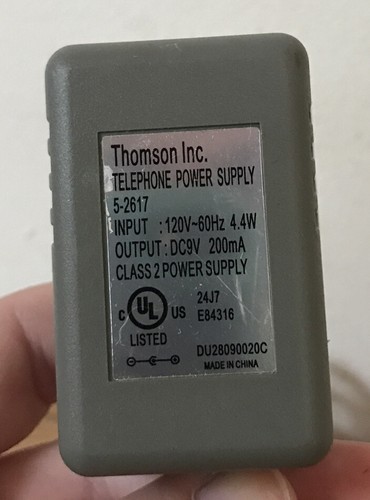 Thomson Inc.
TELEPHONE POWER SUPPLY
5-2617
INPUT :120V~60Hz 4.4W
OUTPUT:DC9V 200mA
CLASS 2 POWER SUPPLY
c UL US 24J7
E84316
LISTED
DU28090020C
MADE IN CHINA